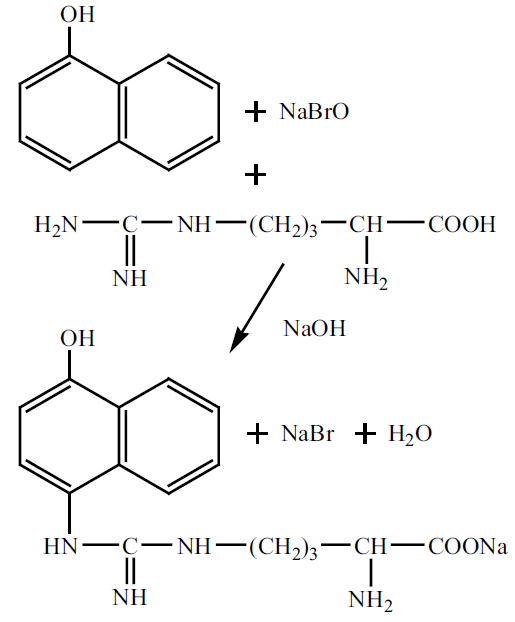 OH
+ NaBrO
+
H₂N—C—NH—(CH₂)₃—CH—COOH
NH NH₂
NaOH
OH
+ NaBr + H₂O
HN—C—NH—(CH₂)₃—CH—COONa
NH NH₂